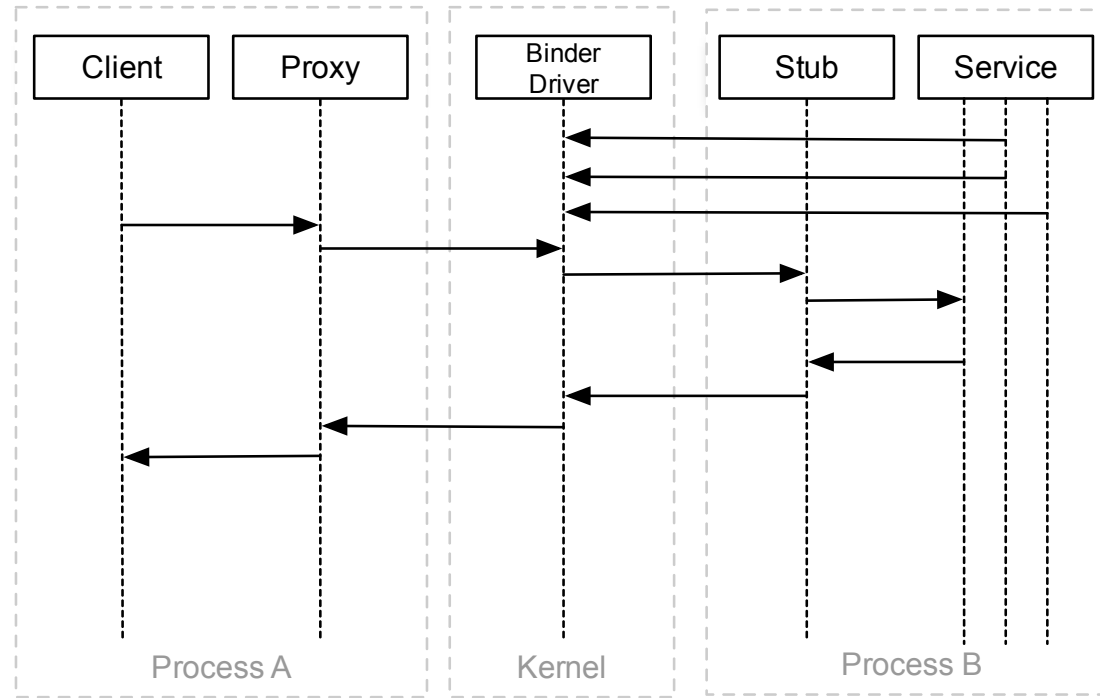 Client
Proxy
Binder
Driver
Stub
Service
Process A
Kernel
Process B